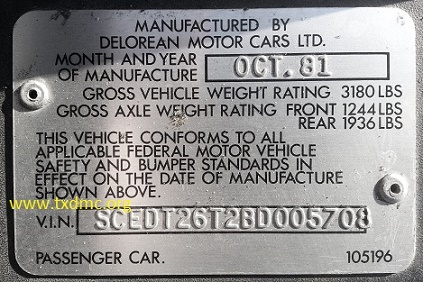 MANUFACTURED BY
DELOREAN MOTOR CARS LTD.
MONTH AND YEAR
OF MANUFACTURE OCT. 81
GROSS VEHICLE WEIGHT RATING 3180 LBS
GROSS AXLE WEIGHT RATING FRONT 1244 LBS
REAR 1936 LBS
THIS VEHICLE CONFORMS TO ALL
APPLICABLE FEDERAL MOTOR VEHICLE
SAFETY AND BUMPER STANDARDS IN
EFFECT ON THE DATE OF MANUFACTURE
SHOWN ABOVE.
www.txdmc.org
V.I.N. SCEDT26T2BD005708
PASSENGER CAR. 105196